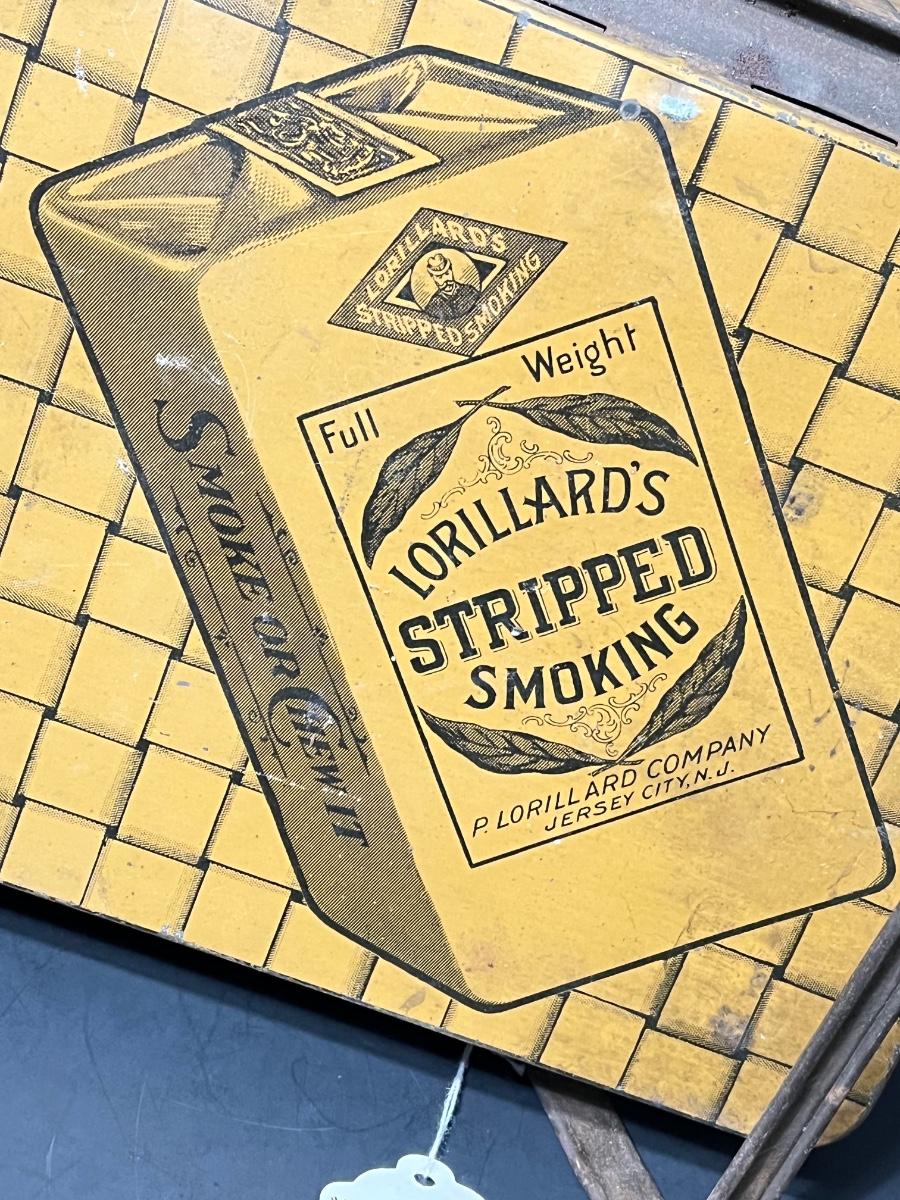 LORILLARD'S
STRIPPED SMOKING
Full Weight
LORILLARD'S
STRIPPED
SMOKING
P. LORILLARD COMPANY
JERSEY CITY, N. J.
SMOKE OR CHEW IT